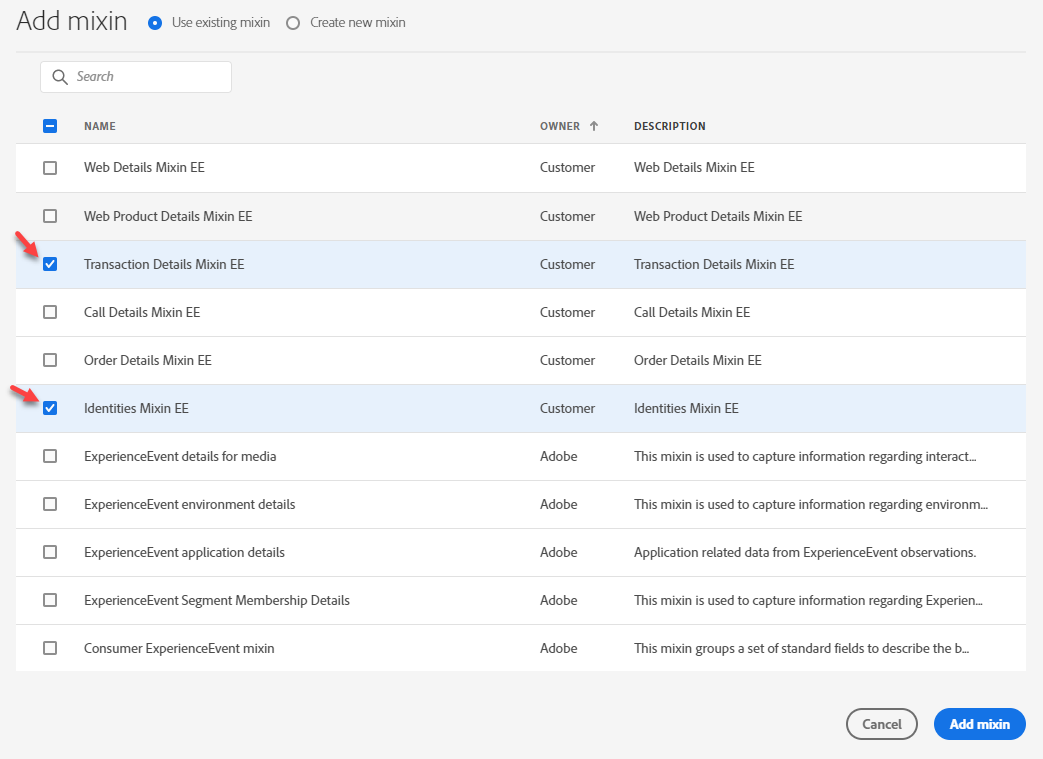 Add mixin Use existing mixin Create new mixin
Search
NAME OWNER DESCRIPTION
Web Details Mixin EE Customer Web Details Mixin EE
Web Product Details Mixin EE Customer Web Product Details Mixin EE
Transaction Details Mixin EE Customer Transaction Details Mixin EE
Call Details Mixin EE Customer Call Details Mixin EE
Order Details Mixin EE Customer Order Details Mixin EE
Identities Mixin EE Customer Identities Mixin EE
ExperienceEvent details for media Adobe This mixin is used to capture information regarding interact...
ExperienceEvent environment details Adobe This mixin is used to capture information regarding environm...
ExperienceEvent application details Adobe Application related data from ExperienceEvent observations.
ExperienceEvent Segment Membership Details Adobe This mixin is used to capture information regarding Experien...
Consumer ExperienceEvent mixin Adobe This mixin groups a set of standard fields to describe the b...
Cancel Add mixin